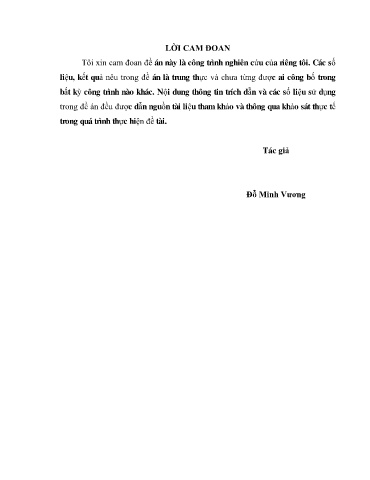 LỜI CAM ĐOAN
Tôi xin cam đoan đề án này là công trình nghiên cứu của riêng tôi. Các số
liệu, kết quả nêu trong đề án là trung thực và chưa từng được ai công bố trong
bất kỳ công trình nào khác. Nội dung thông tin trích dẫn và các số liệu sử dụng
trong đề án đều được dẫn nguồn tài liệu tham khảo và thông qua khảo sát thực tế
trong quá trình thực hiện đề tài.
Tác giả
Đỗ Minh Vương